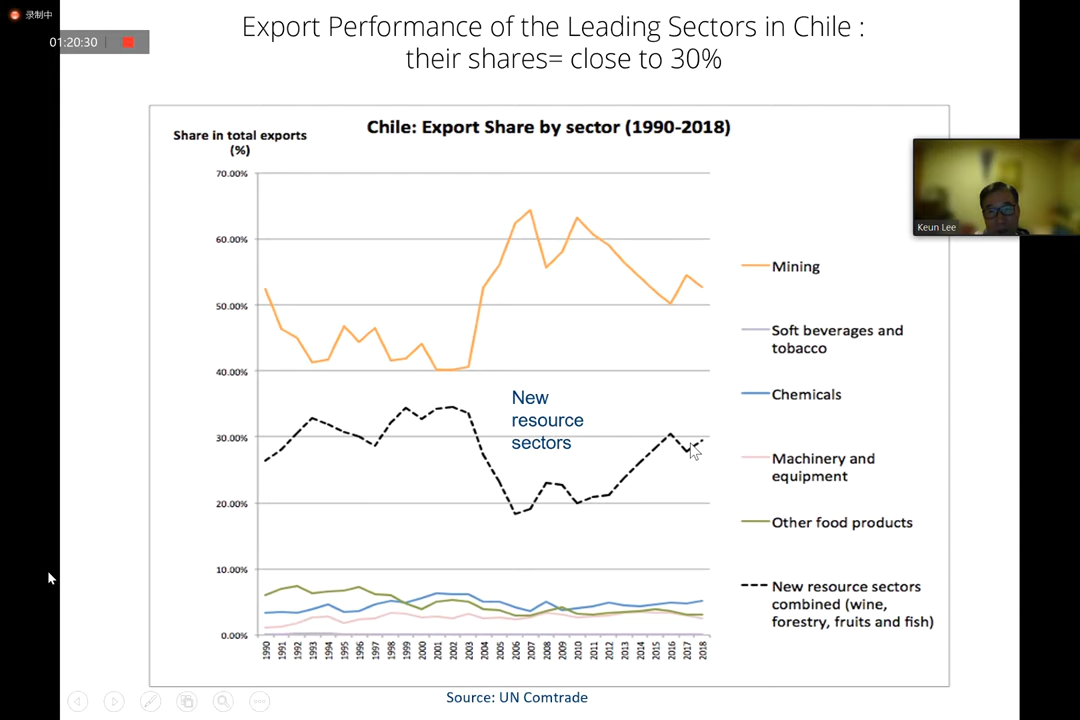 录制中
01:20:30
Export Performance of the Leading Sectors in Chile :
their shares= close to 30%
Chile: Export Share by sector (1990-2018)
Share in total exports
(%)
70.00%
60.00%
50.00%
40.00%
30.00%
20.00%
10.00%
0.00%
New
resource
sectors
1990 1991 1992 1993 1994 1995 1996 1997 1998 1999 2000 2001 2002 2003 2004 2005 2006 2007 2008 2009 2010 2011 2012 2013 2014 2015 2016 2017 2018
Keun Lee
Mining
Soft beverages and
tobacco
Chemicals
Machinery and
equipment
Other food products
New resource sectors
combined (wine,
forestry, fruits and fish)
Source: UN Comtrade